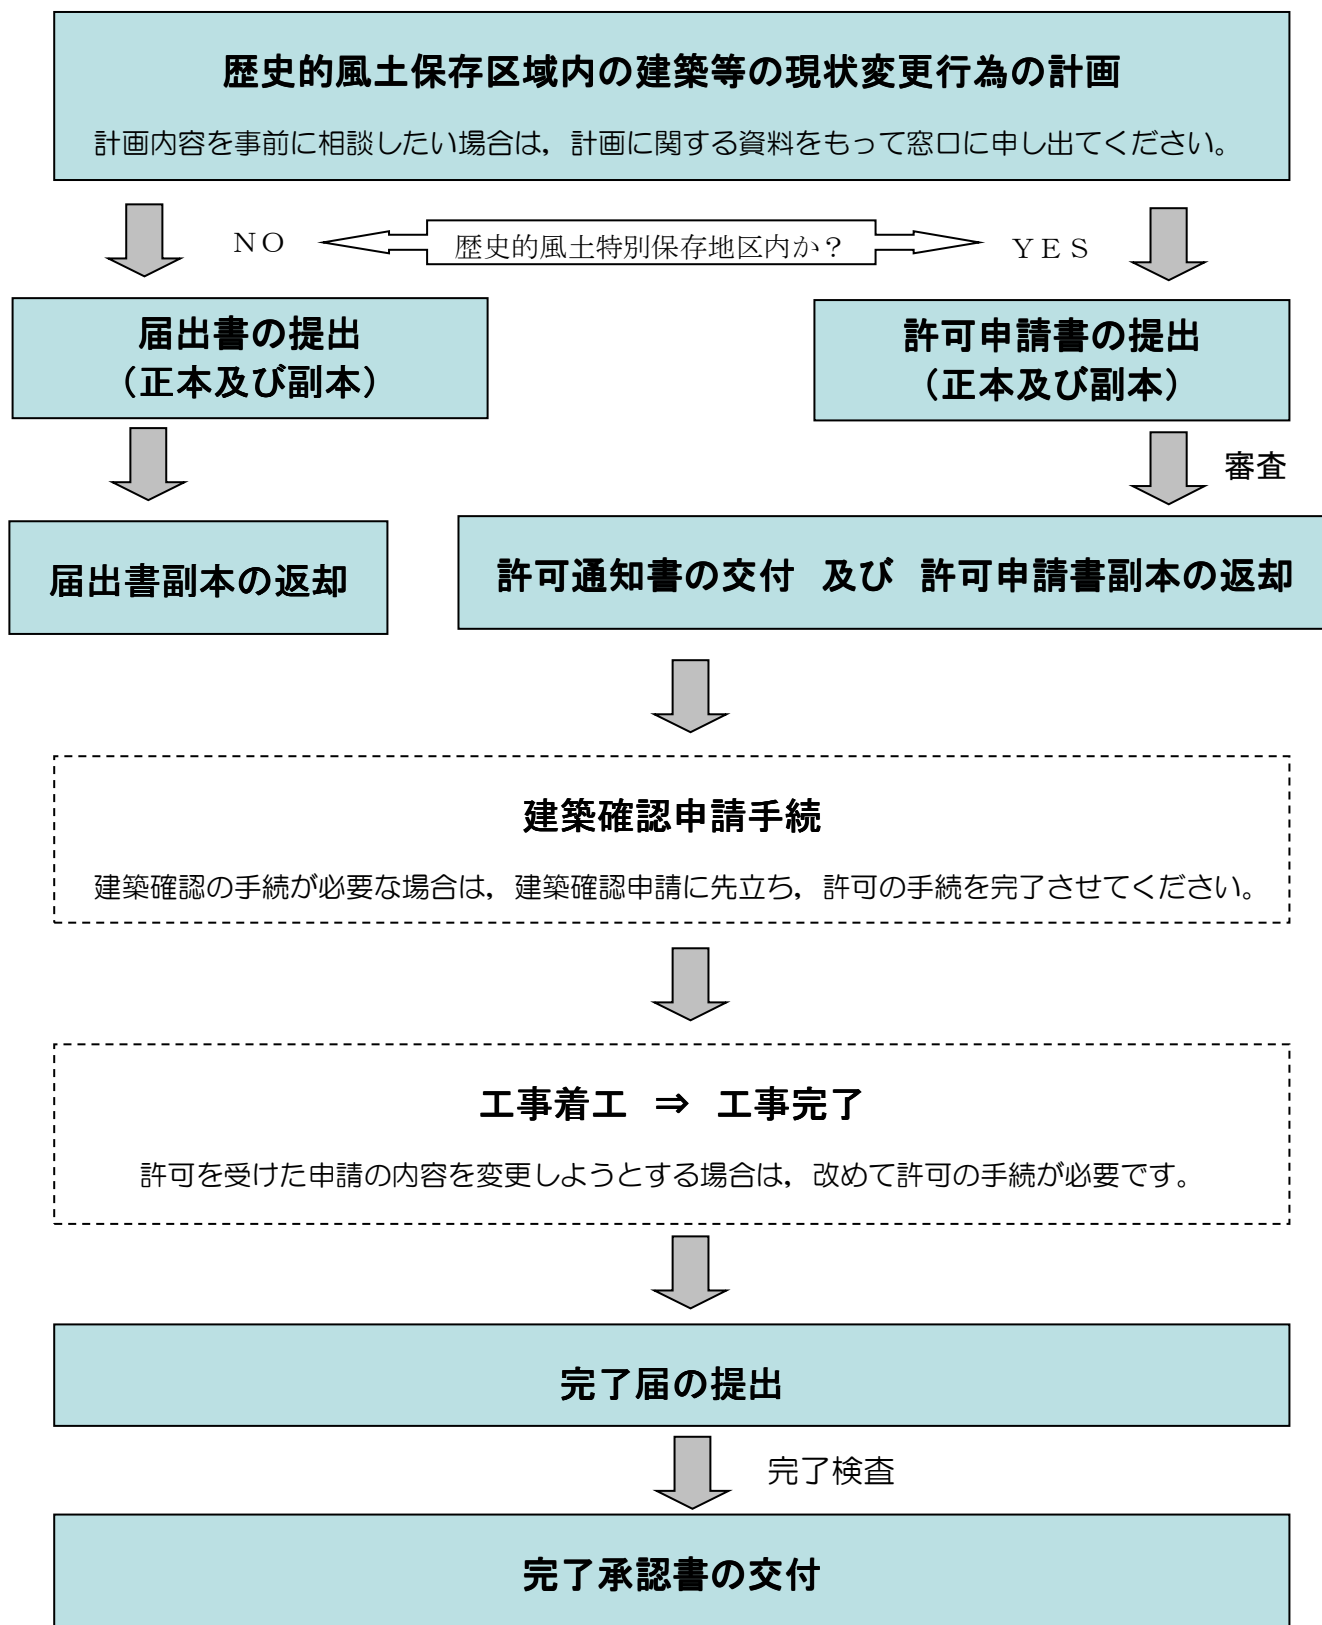 歴史的風土保存区域内の建築等の現状変更行為の計画
計画内容を事前に相談したい場合は，計画に関する資料をもって窓口に申し出てください。
ＮＯ
歴史的風土特別保存地区内か？
ＹＥＳ
届出書の提出
（正本及び副本）
許可申請書の提出
（正本及び副本）
審査
届出書副本の返却
許可通知書の交付　及び　許可申請書副本の返却
建築確認申請手続
建築確認の手続が必要な場合は，建築確認申請に先立ち，許可の手続を完了させてください。
工事着工　⇒　工事完了
許可を受けた申請の内容を変更しようとする場合は，改めて許可の手続が必要です。
完了届の提出
完了検査
完了承認書の交付